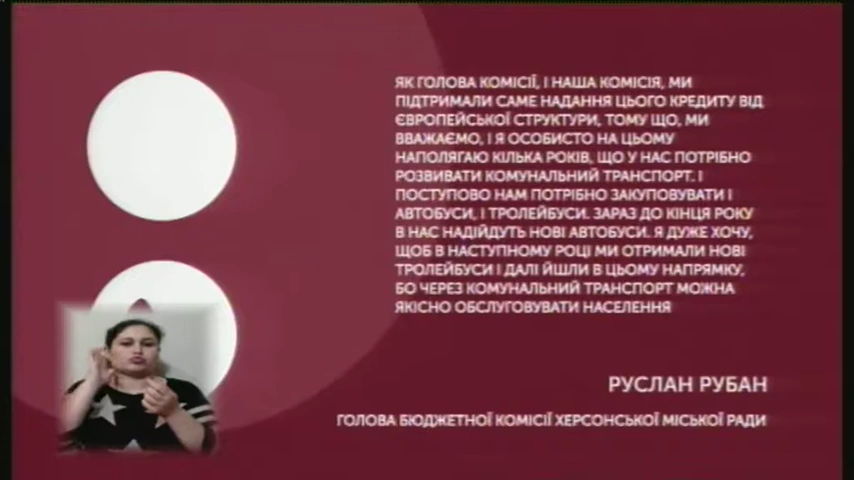 ЯК ГОЛОВА КОМІСІЇ, І НАША КОМІСІЯ, МИ
ПІДТРИМАЛИ САМЕ НАДАННЯ ЦЬОГО КРЕДИТУ ВІД
ЄВРОПЕЙСЬКОЇ СТРУКТУРИ, ТОМУ ЩО, МИ
ВВАЖАЄМО, І Я ОСОБИСТО НА ЦЬОМУ
НАПОЛЯГАЮ КІЛЬКА РОКІВ, ЩО У НАС ПОТРІБНО
РОЗВИВАТИ КОМУНАЛЬНИЙ ТРАНСПОРТ. І
ПОСТУПОВО НАМ ПОТРІБНО ЗАКУПОВУВАТИ І
АВТОБУСИ, І ТРОЛЕЙБУСИ. ЗАРАЗ ДО КІНЦЯ РОКУ
В НАС НАДІЙДУТЬ НОВІ АВТОБУСИ. Я ДУЖЕ ХОЧУ,
ЩОБ В НАСТУПНОМУ РОЦІ МИ ОТРИМАЛИ НОВІ
ТРОЛЕЙБУСИ І ДАЛІ ЙШЛИ В ЦЬОМУ НАПРЯМКУ,
БО ЧЕРЕЗ КОМУНАЛЬНИЙ ТРАНСПОРТ МОЖНА
ЯКІСНО ОБСЛУГОВУВАТИ НАСЕЛЕННЯ
РУСЛАН РУБАН
ГОЛОВА БЮДЖЕТНОЇ КОМІСІЇ ХЕРСОНСЬКОЇ МІСЬКОЇ РАДИ